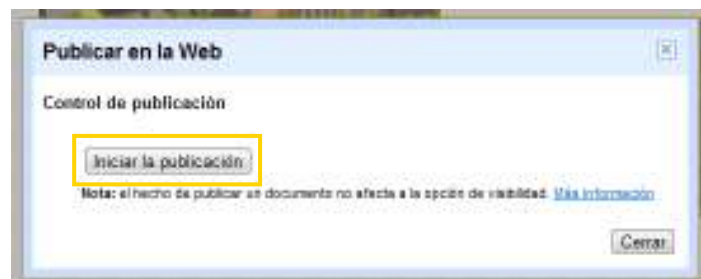 Publicar en la Web
Control de publicación
Iniciar la publicación
Nota: el hecho de publicar un documento no afecta a la opción de visibilidad. Más información
Cerrar